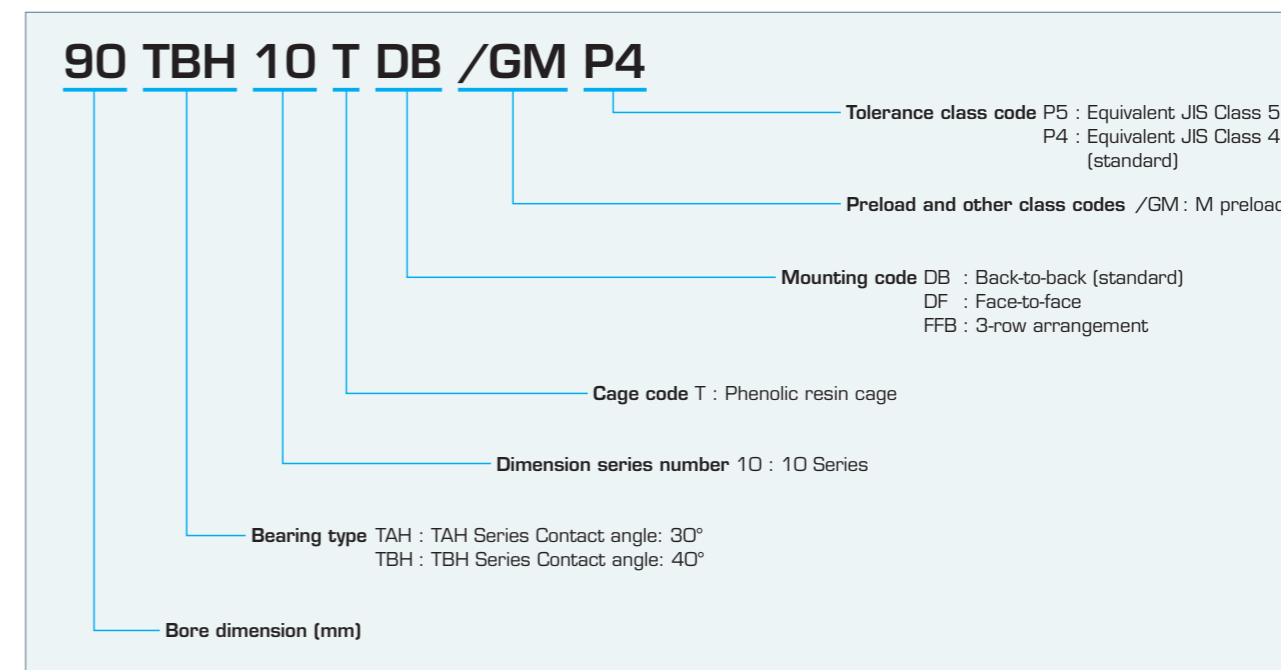 90 TBH 10 T DB /GM P4
Tolerance class code P5 : Equivalent JIS Class 5
P4 : Equivalent JIS Class 4
(standard)
Preload and other class codes /GM : M preload
Mounting code DB : Back-to-back (standard)
DF : Face-to-face
FFB : 3-row arrangement
Cage code T : Phenolic resin cage
Dimension series number 10 : 10 Series
Bearing type TAH : TAH Series Contact angle: 30°
TBH : TBH Series Contact angle: 40°
Bore dimension (mm)